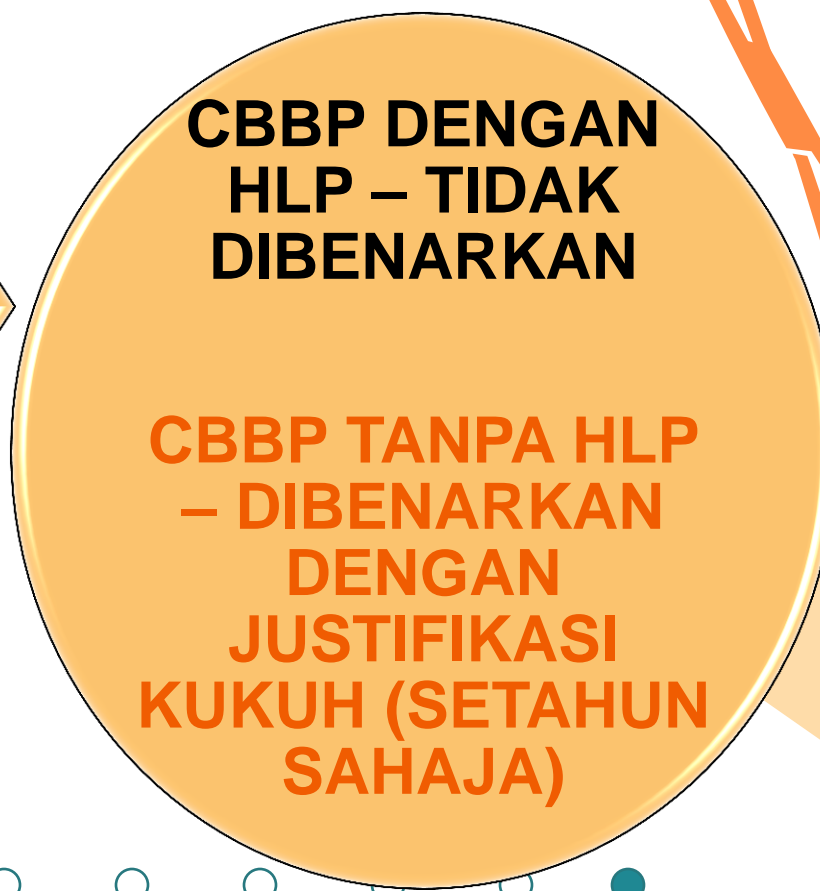 CBBP DENGAN
HLP – TIDAK
DIBENARKAN
CBBP TANPA HLP
– DIBENARKAN
DENGAN
JUSTIFIKASI
KUKUH (SETAHUN
SAHAJA)